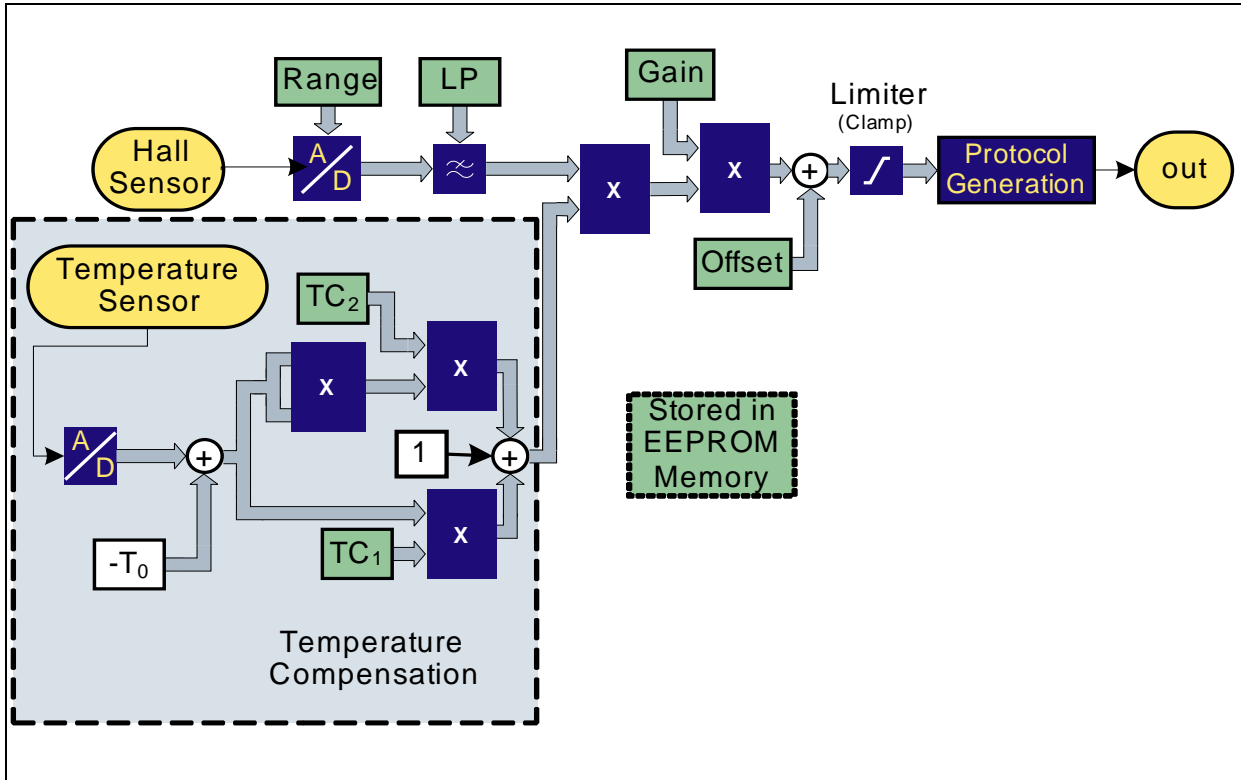 Range
LP
Gain
Limiter
(Clamp)
Hall
Sensor
A
D
X
X
Protocol
Generation
out
Offset
Temperature
Sensor
TC2
X
X
Stored in
EEPROM
Memory
A
D
+
1
+
+
-T0
TC1
X
Temperature
Compensation